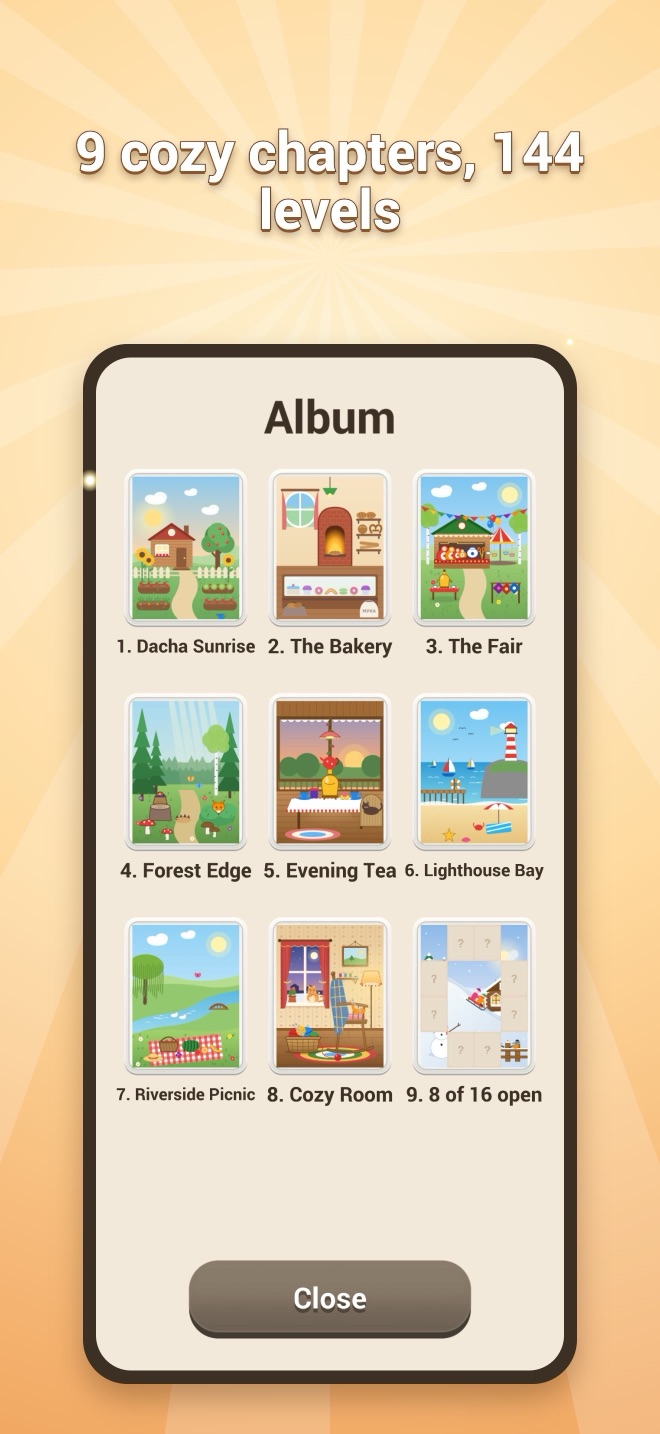 9 cozy chapters, 144
levels
Album
1. Dacha Sunrise
2. The Bakery
3. The Fair
4. Forest Edge
5. Evening Tea
6. Lighthouse Bay
7. Riverside Picnic
8. Cozy Room
? ?
? ?
? ?
? ?
9. 8 of 16 open
Close